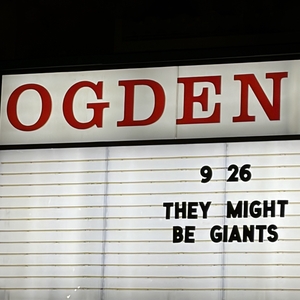 OGDEN
9 26
THEY MIGHT
BE GIANTS